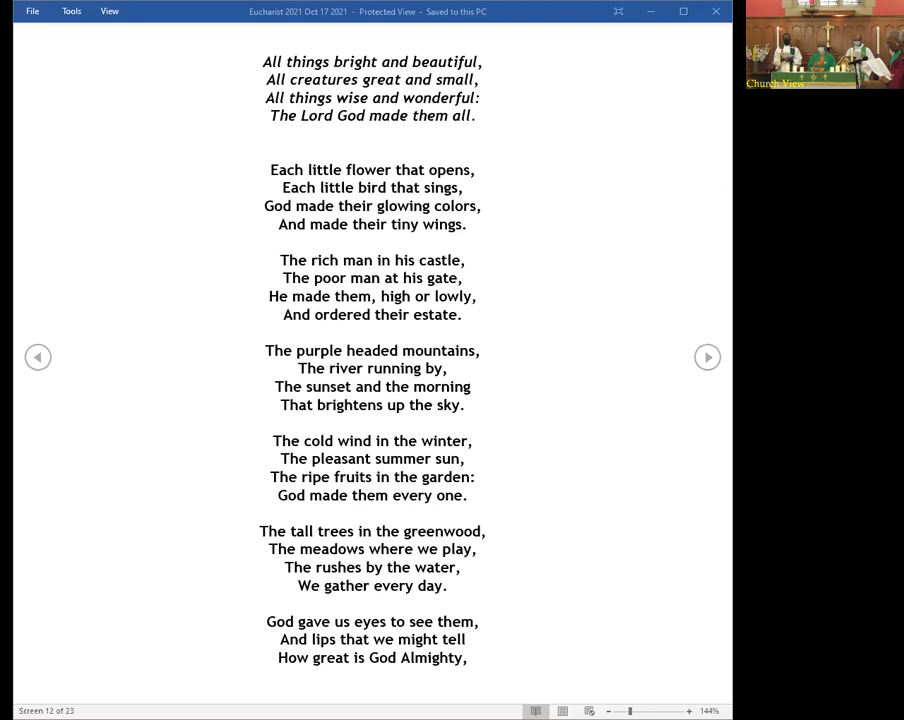 File Tools View Eucharist 2021 Oct 17 2021 - Protected View - Saved to this PC
Church View
All things bright and beautiful,
All creatures great and small,
All things wise and wonderful:
The Lord God made them all.
Each little flower that opens,
Each little bird that sings,
God made their glowing colors,
And made their tiny wings.
The rich man in his castle,
The poor man at his gate,
He made them, high or lowly,
And ordered their estate.
The purple headed mountains,
The river running by,
The sunset and the morning
That brightens up the sky.
The cold wind in the winter,
The pleasant summer sun,
The ripe fruits in the garden:
God made them every one.
The tall trees in the greenwood,
The meadows where we play,
The rushes by the water,
We gather every day.
God gave us eyes to see them,
And lips that we might tell
How great is God Almighty,
Screen 12 of 23 144%